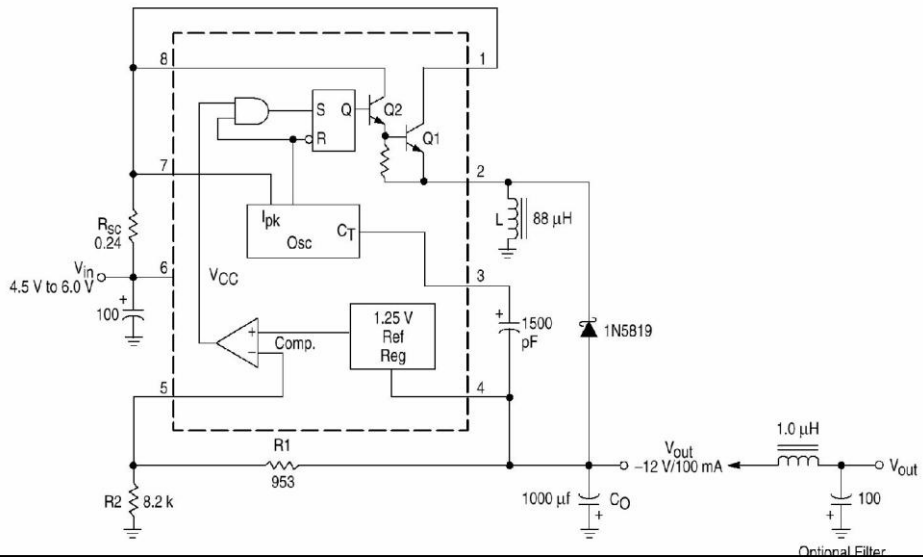 8
1
S
Q
Q2
R
Q1
7
2
Ipk
Osc
CT
L
88 µH
RSC
0.24
Vin
4.5 V to 6.0 V
6
VCC
3
+
100
+
Comp.
−
1.25 V
Ref
Reg
+
1500
pF
1N5819
5
4
R1
953
Vout
−12 V/100 mA
1.0 µH
Vout
R2
8.2 k
1000 µf
CO
+
100
+
Optional Filter